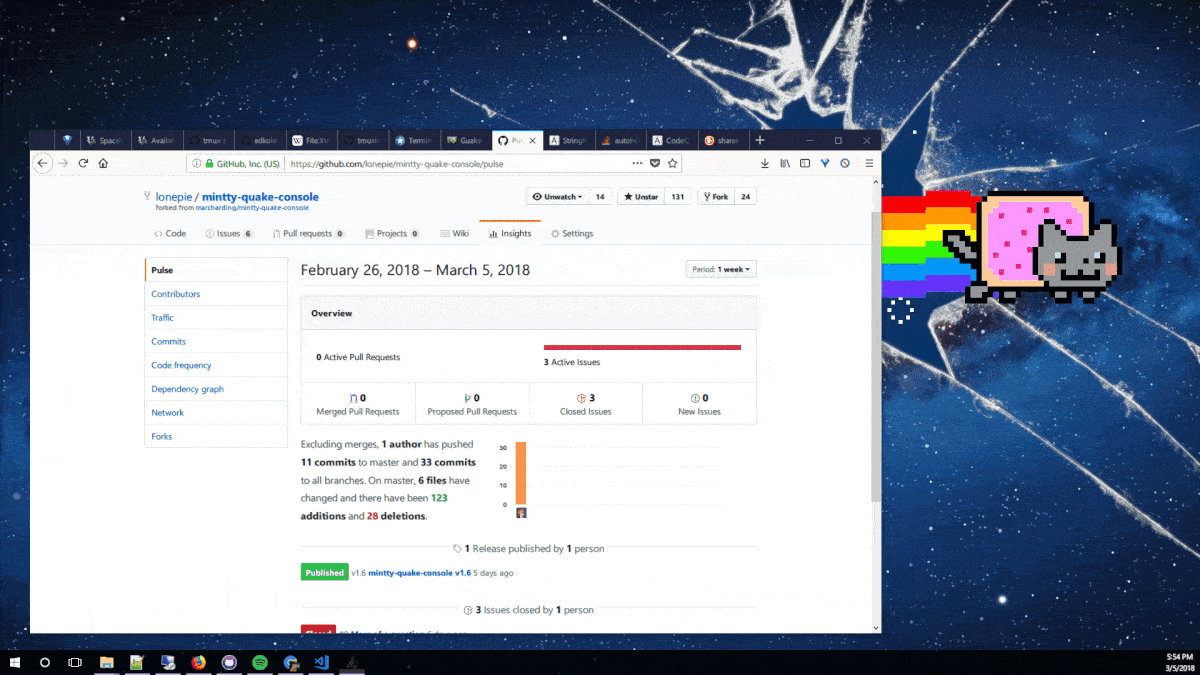 Spac
Availal
tmux
edkole
File:Xte
tmux
Termin
Guake
Pul
String
autoho
CodeC
share
GitHub, Inc. (US)
https://github.com/lonepie/mintty-quake-console/pulse
lonepie / mintty-quake-console
forked from marcharding/mintty-quake-console
Unwatch 14 Unstar 131 Fork 24
Code Issues 6 Pull requests 0 Projects 0 Wiki Insights Settings
Pulse
Contributors
Traffic
Commits
Code frequency
Dependency graph
Network
Forks
February 26, 2018 – March 5, 2018
Period: 1 week
Overview
0 Active Pull Requests
3 Active Issues
0
Merged Pull Requests
0
Proposed Pull Requests
3
Closed Issues
0
New Issues
Excluding merges, 1 author has pushed
11 commits to master and 33 commits
to all branches. On master, 6 files have
changed and there have been 123
additions and 28 deletions.
30
20
10
0
1 Release published by 1 person
Published v1.6 mintty-quake-console v1.6 5 days ago
3 Issues closed by 1 person
5:54 PM
3/5/2018